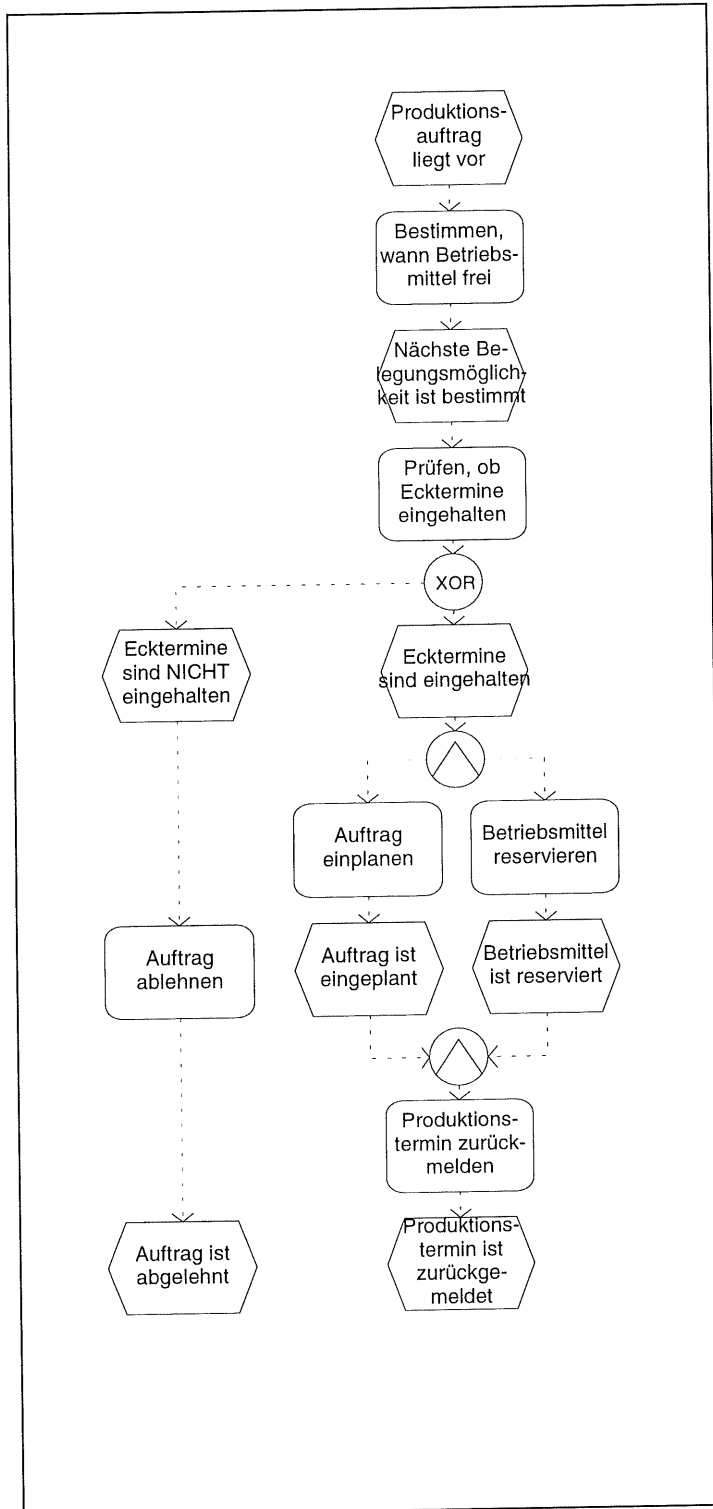 Produktions-
auftrag
liegt vor
Bestimmen,
wann Betriebs-
mittel frei
Nächste Be-
legungsmöglich-
keit ist bestimmt
Prüfen, ob
Ecktermine
eingehalten
XOR
Ecktermine
sind NICHT
eingehalten
Ecktermine
sind eingehalten
Auftrag
einplanen
Betriebsmittel
reservieren
Auftrag
ablehnen
Auftrag ist
eingeplant
Betriebsmittel
ist reserviert
Produktions-
termin zurück-
melden
Auftrag ist
abgelehnt
Produktions-
termin ist
zurückge-
meldet